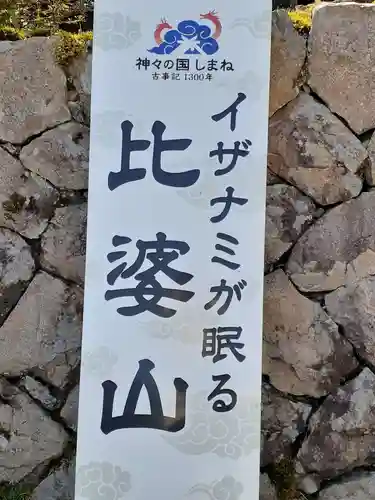 神々の国 しまね
古事記 1300年
イザナミが眠る
比婆山